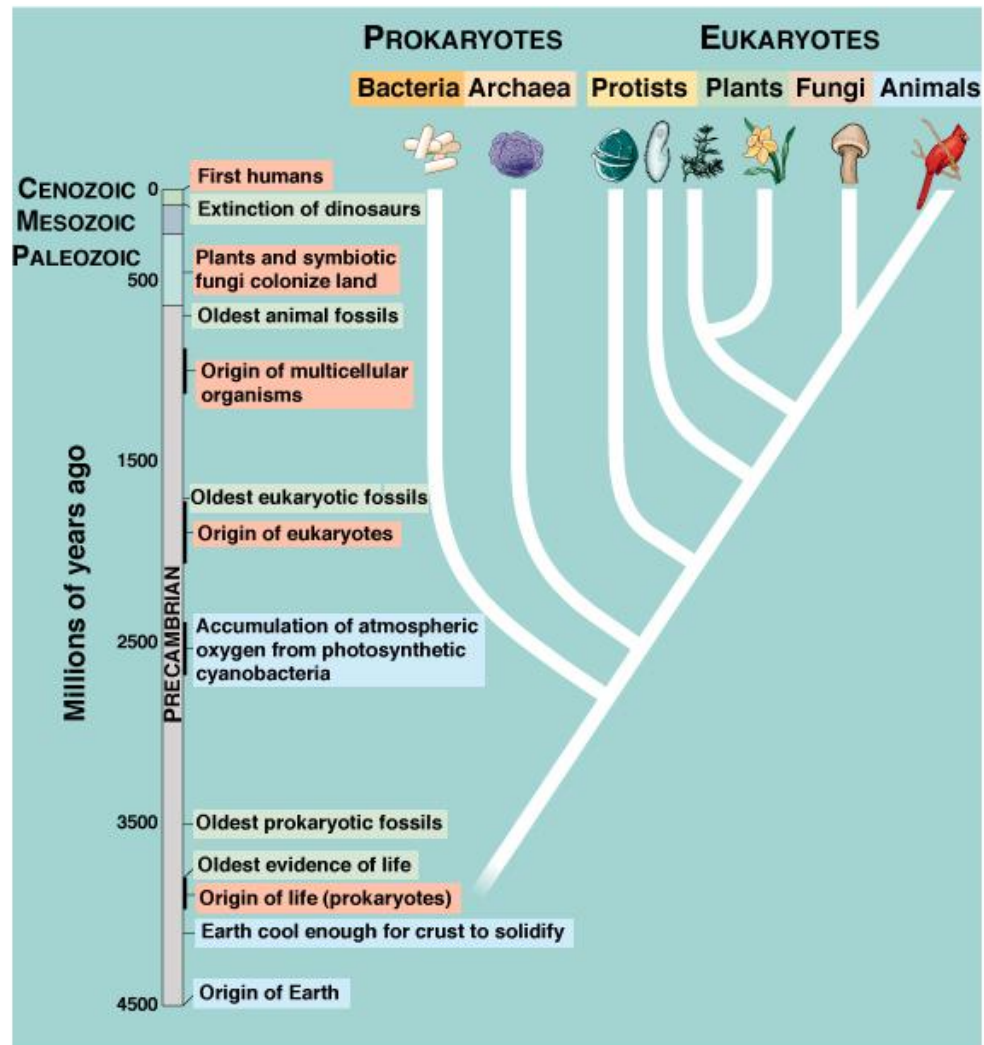 PROKARYOTES EUKARYOTES
Bacteria Archaea Protists Plants Fungi Animals
First humans
CENOZOIC 0
Extinction of dinosaurs
MESOZOIC
PALEOZOIC
Plants and symbiotic
fungi colonize land
500
Oldest animal fossils
Origin of multicellular
organisms
1500
Oldest eukaryotic fossils
Origin of eukaryotes
Millions of years ago
PRECAMBRIAN
Accumulation of atmospheric
2500
oxygen from photosynthetic
cyanobacteria
3500
Oldest prokaryotic fossils
Oldest evidence of life
Origin of life (prokaryotes)
Earth cool enough for crust to solidify
Origin of Earth
4500